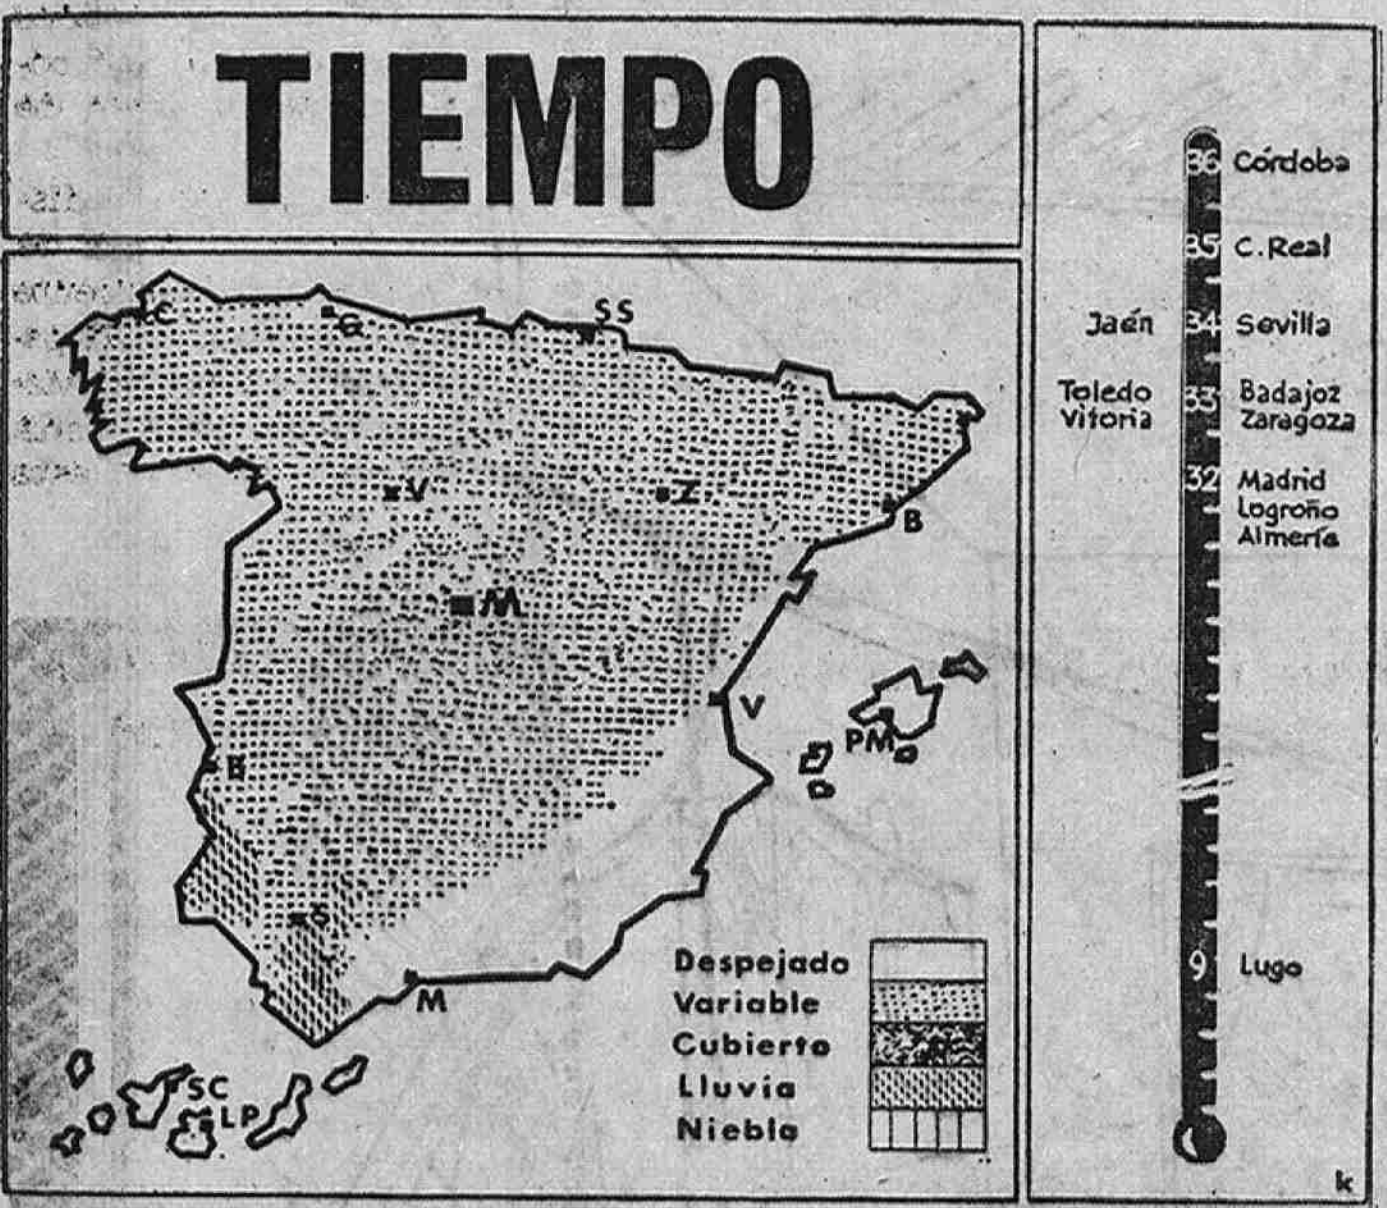 TIEMPO
C
G
SS
V
Z
B
M
V
PM
B
S
M
SC
LP
Despejado
Variable
Cubierto
Lluvia
Niebla
36 Córdoba
35 C.Real
Jaén 34 Sevilla
Toledo 33 Badajoz
Vitoria Zaragoza
32 Madrid
Logroño
Almería
9 Lugo
k